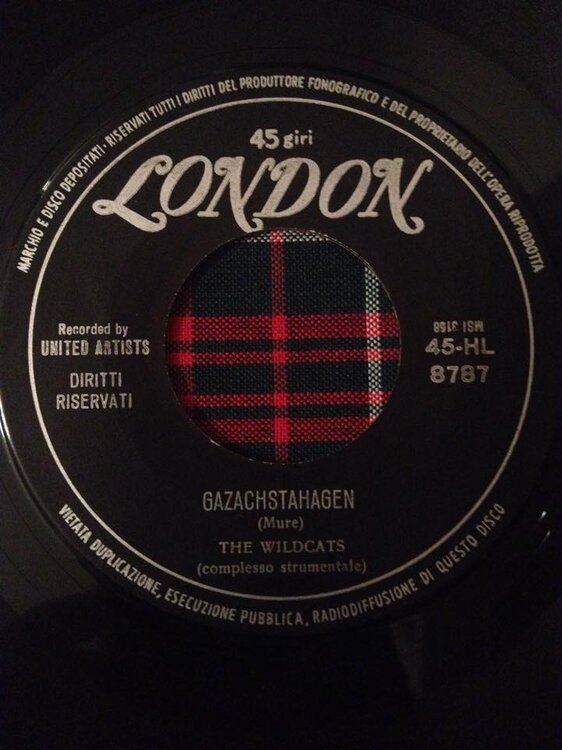 MARCHIO E DISCO DEPOSITATI · RISERVATI TUTTI I DIRITTI DEL PRODUTTORE FONOGRAFICO E DEL PROPRIETARIO DELL'OPERA RIPRODOTTA
45 giri
LONDON
Recorded by
UNITED ARTISTS
DIRITTI
RISERVATI
MSI 3158
45-HL
8787
GAZACHSTAHAGEN
(Mure)
THE WILDCATS
(complesso strumentale)
VIETATA DUPLICAZIONE, ESECUZIONE PUBBLICA, RADIODIFFUSIONE DI QUESTO DISCO